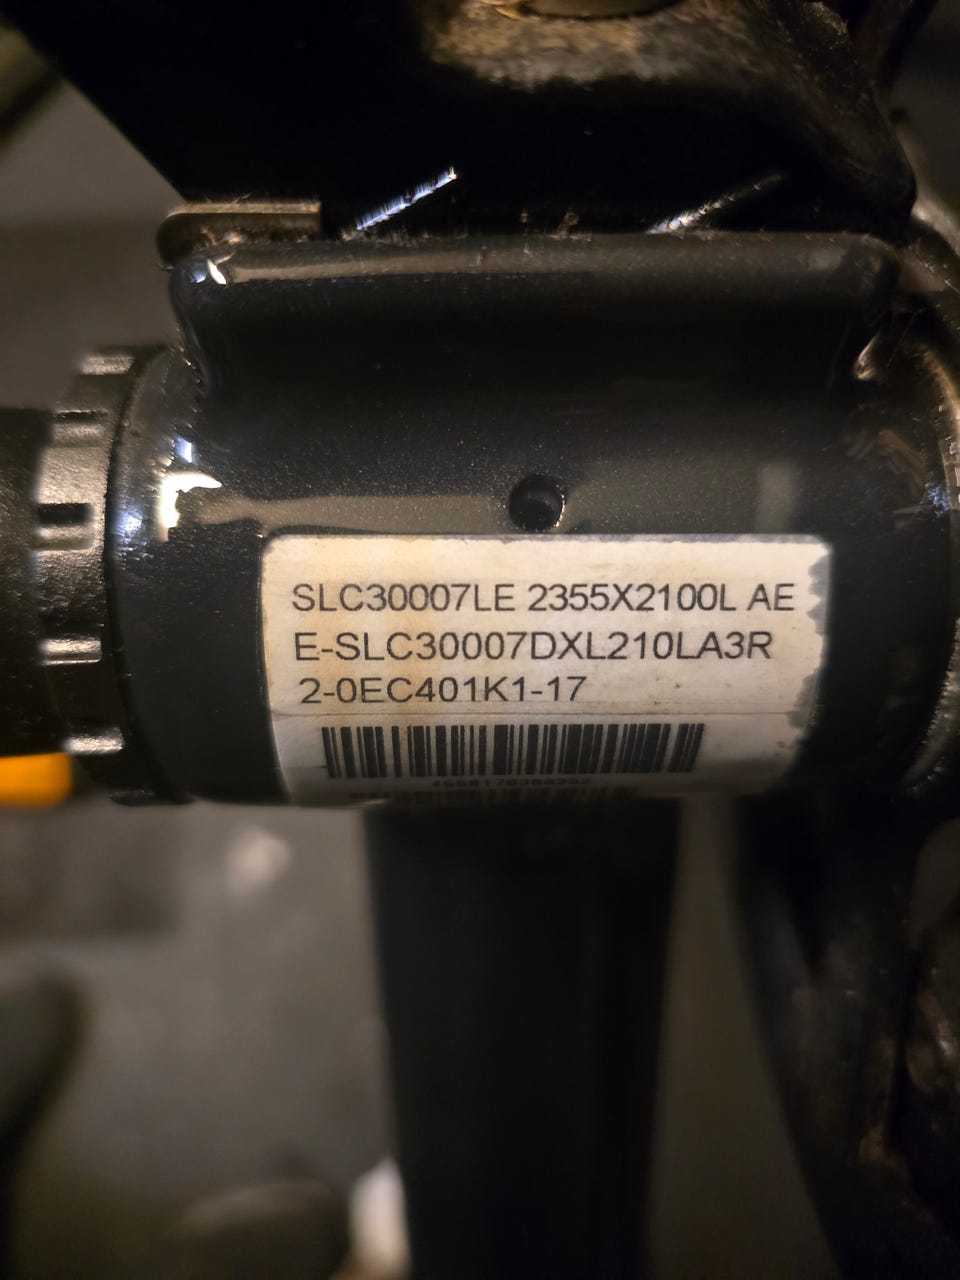 SLC30007LE 2355X2100L AE
E-SLC30007DXL210LA3R
2-0EC401K1-17